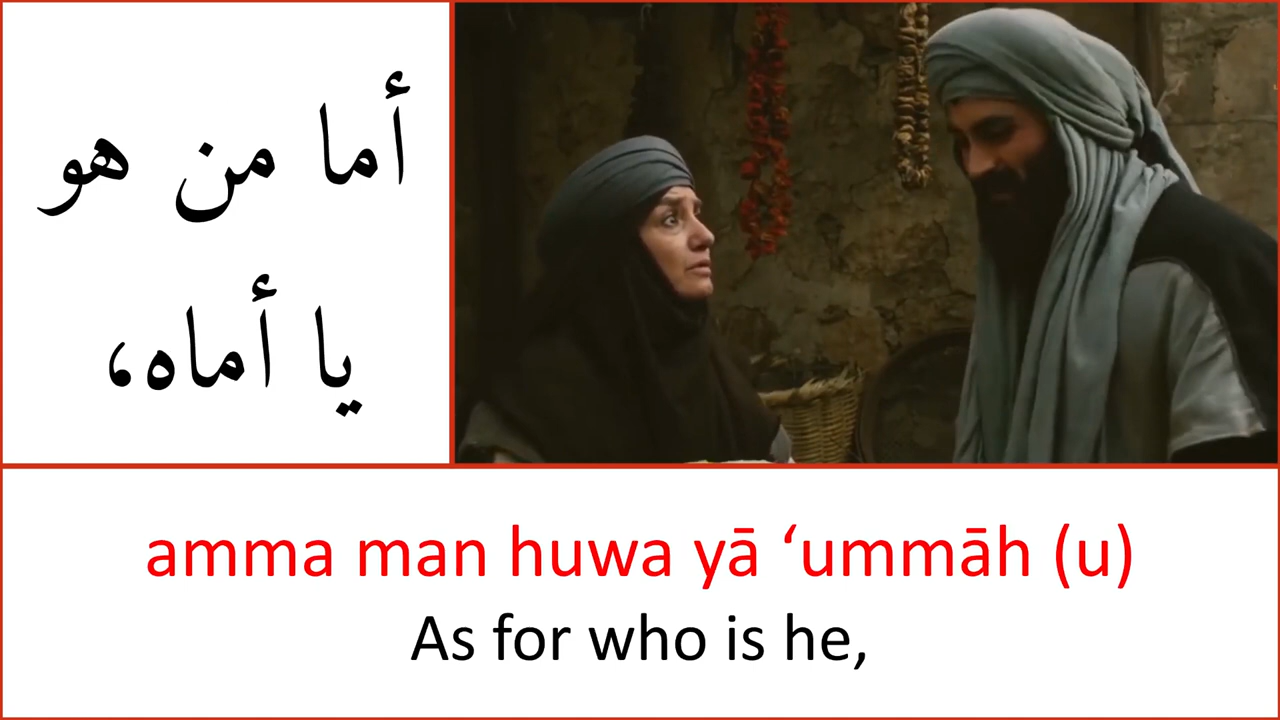 أما من هو
يا أماه،
amma man huwa yā ‘ummāh (u)
As for who is he,